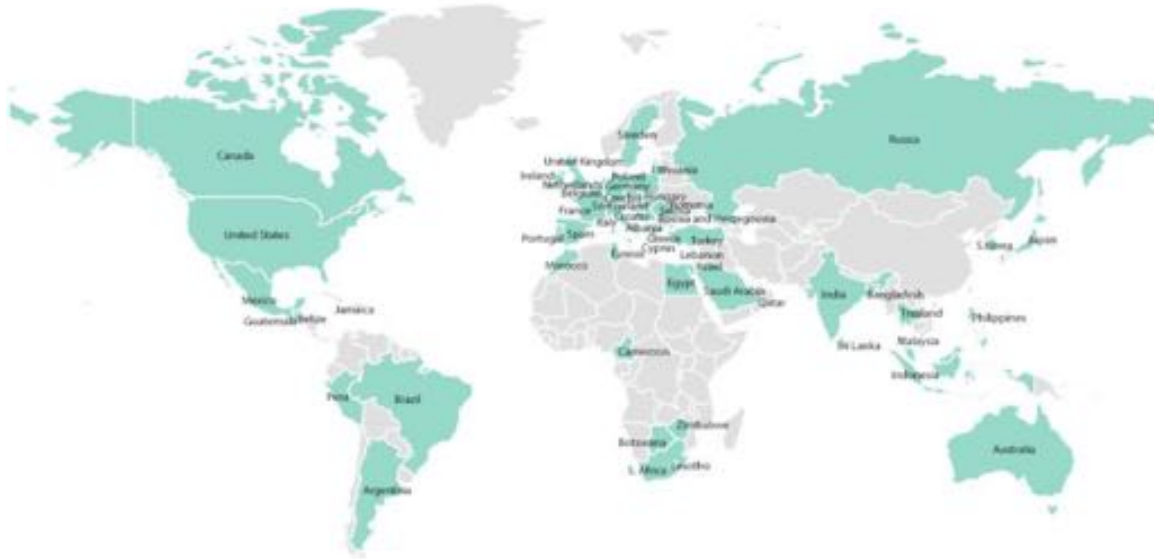 Canada
United States
Mexico
Guatemala
Belize
Jamaica
Peru
Brazil
Argentina
Sweden
United Kingdom
Ireland
Lithuania
Netherlands
Poland
Germany
Belgium
Hungary
Romania
Switzerland
France
Croatia
Serbia
Bosnia and Herzegovina
Italy
Albania
Portugal
Spain
Greece
Turkey
Cyprus
Tunisia
Lebanon
Morocco
Israel
Egypt
Saudi Arabia
Qatar
Cameroon
Zimbabwe
Botswana
S. Africa
Lesotho
Russia
S.Korea
Japan
India
Bangladesh
Thailand
Philippines
Sri Lanka
Malaysia
Indonesia
Australia